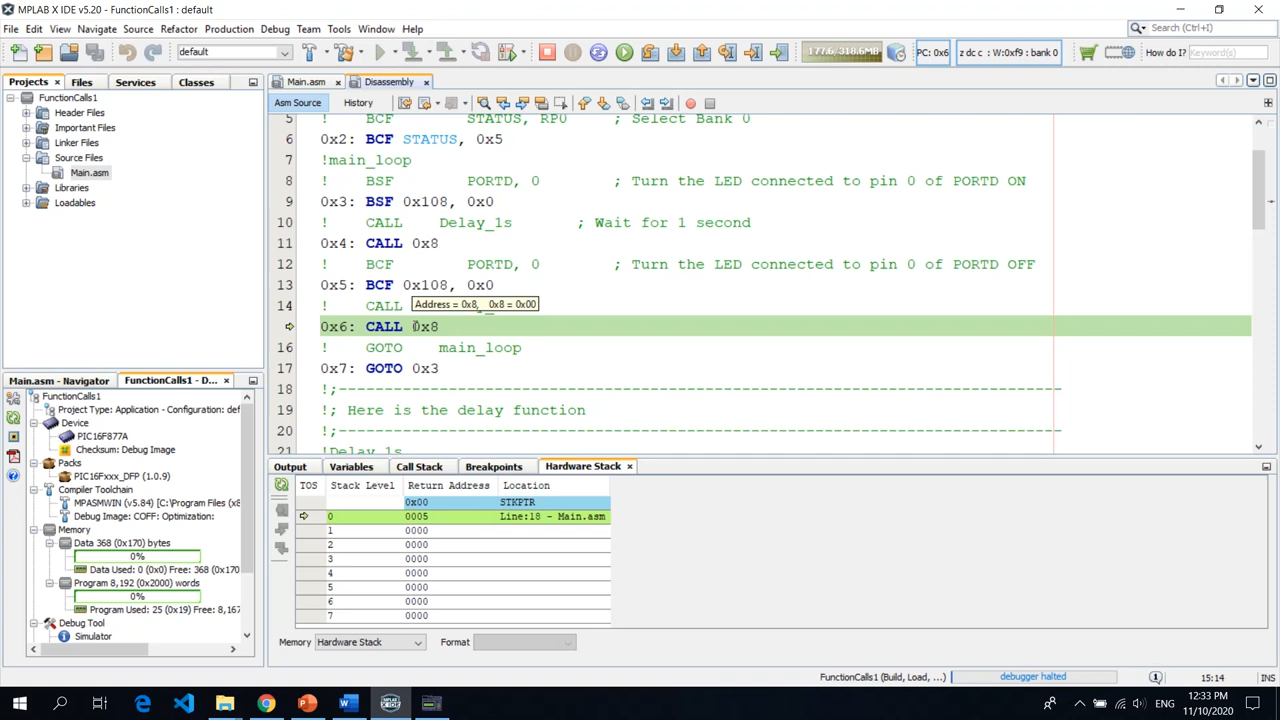 MPLAB X IDE v5.20 - FunctionCalls1 : default
File Edit View Navigate Source Refactor Production Debug Team Tools Window Help
Search (Ctrl+I)
default
177.6/318.6MB
PC: 0x6
z dc c : W:0xf9 : bank 0
How do I?
Keyword(s)
Projects Files Services Classes
FunctionCalls1
Header Files
Important Files
Linker Files
Source Files
Main.asm
Libraries
Loadables
Main.asm Disassembly
Asm Source History
5 ! BCF STATUS, RP0 ; Select Bank 0
6 0x2: BCF STATUS, 0x5
7 !main_loop
8 ! BSF PORTD, 0 ; Turn the LED connected to pin 0 of PORTD ON
9 0x3: BSF 0x108, 0x0
10 ! CALL Delay_1s ; Wait for 1 second
11 0x4: CALL 0x8
12 ! BCF PORTD, 0 ; Turn the LED connected to pin 0 of PORTD OFF
13 0x5: BCF 0x108, 0x0
14 ! CALL
Address = 0x8, 0x8 = 0x00
0x6: CALL 0x8
16 ! GOTO main_loop
17 0x7: GOTO 0x3
18 !;------------------------------------------------------------------------------
19 !; Here is the delay function
20 !;------------------------------------------------------------------------------
21 !Delay_1s
Main.asm - Navigator FunctionCalls1 - D...
FunctionCalls1
Project Type: Application - Configuration: def
Device
PIC16F877A
Checksum: Debug Image
Packs
PIC16Fxxx_DFP (1.0.9)
Compiler Toolchain
MPASMWIN (v5.84) [C:\Program Files (x8
Debug Image: COFF: Optimization:
Memory
Data 368 (0x170) bytes
0%
Data Used: 0 (0x0) Free: 368 (0x170
Program 8,192 (0x2000) words
0%
Program Used: 25 (0x19) Free: 8,167
Debug Tool
Simulator
Output Variables Call Stack Breakpoints Hardware Stack
TOS Stack Level Return Address Location
0x00 STKPTR
0 0005 Line:18 - Main.asm
1 0000
2 0000
3 0000
4 0000
5 0000
6 0000
7 0000
Memory Hardware Stack Format
FunctionCalls1 (Build, Load, ...) debugger halted 15:14 INS
ENG
12:33 PM
11/10/2020